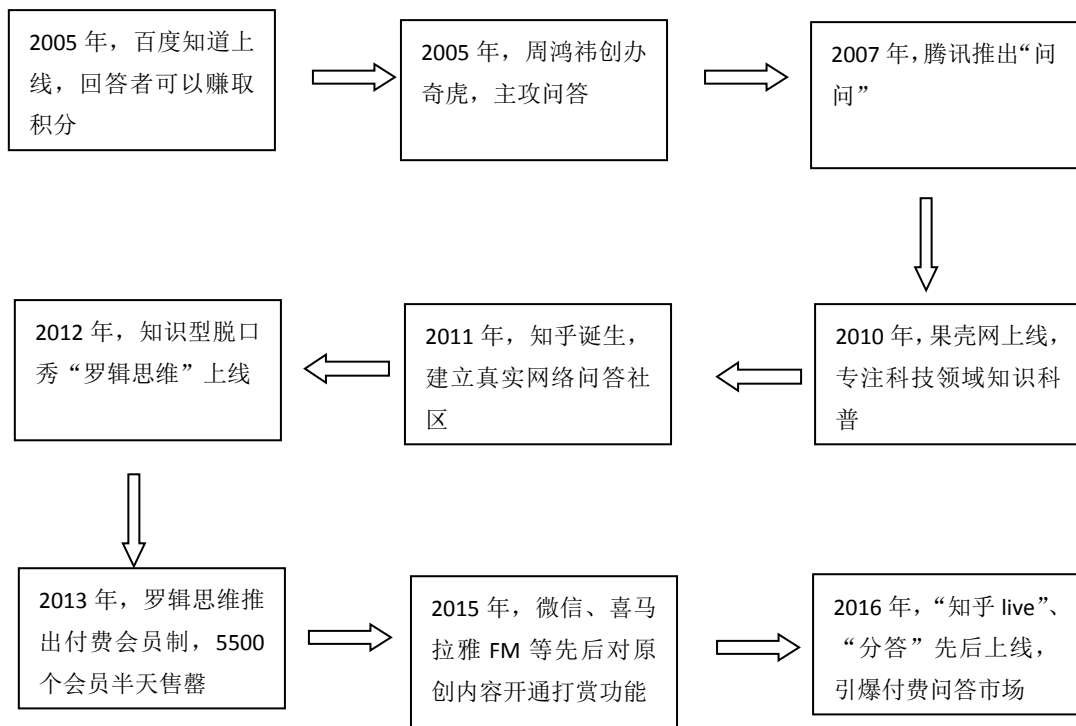 2005 年，百度知道上
线，回答者可以赚取
积分
2005 年，周鸿祎创办
奇虎，主攻问答
2007 年，腾讯推出“问
问”
2010 年，果壳网上线，
专注科技领域知识科
普
2011 年，知乎诞生，
建立真实网络问答社
区
2012 年，知识型脱口
秀“罗辑思维”上线
2013 年，罗辑思维推
出付费会员制，5500
个会员半天售罄
2015 年，微信、喜马
拉雅 FM 等先后对原
创内容开通打赏功能
2016 年，“知乎 live”、
“分答”先后上线，
引爆付费问答市场